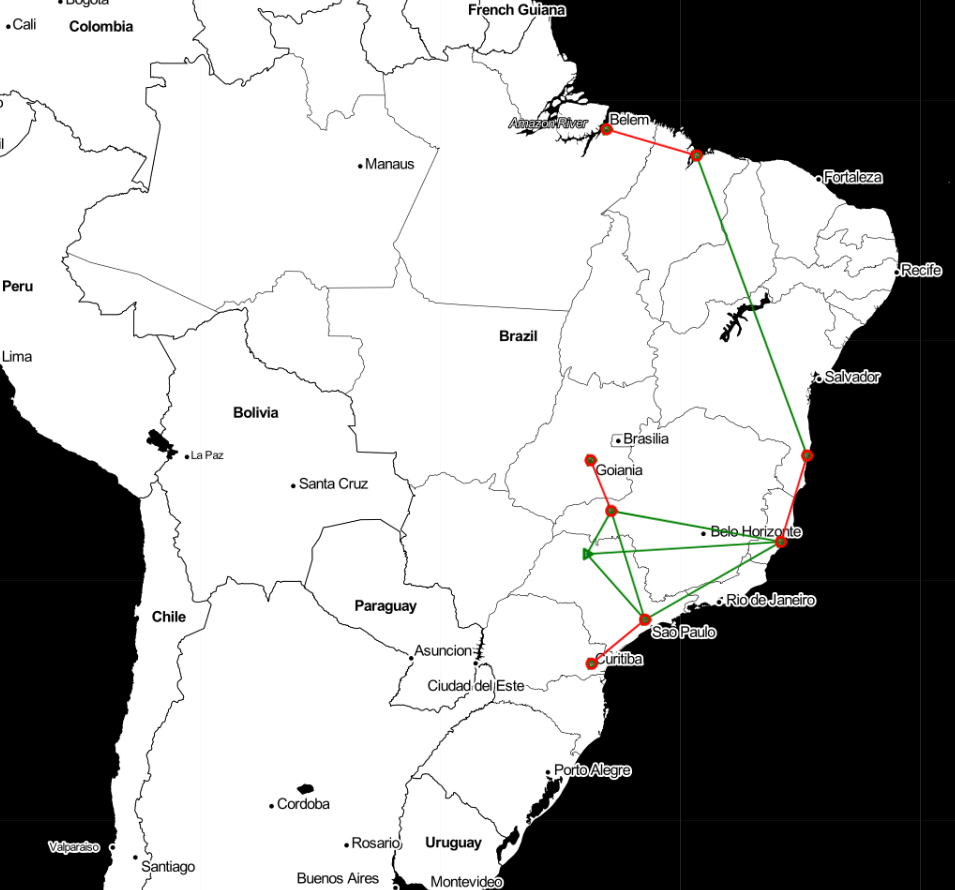 Bogota
French Guiana
Cali
Colombia
Belem
Amazon River
Manaus
Fortaleza
Recife
Peru
Brazil
Lima
Salvador
Bolivia
Brasilia
La Paz
Goiania
Santa Cruz
Belo Horizonte
Rio de Janeiro
Paraguay
Chile
Sao Paulo
Asuncion
Curitiba
Ciudad del Este
Porto Alegre
Cordoba
Rosario
Uruguay
Valparaiso
Santiago
Buenos Aires
Montevideo